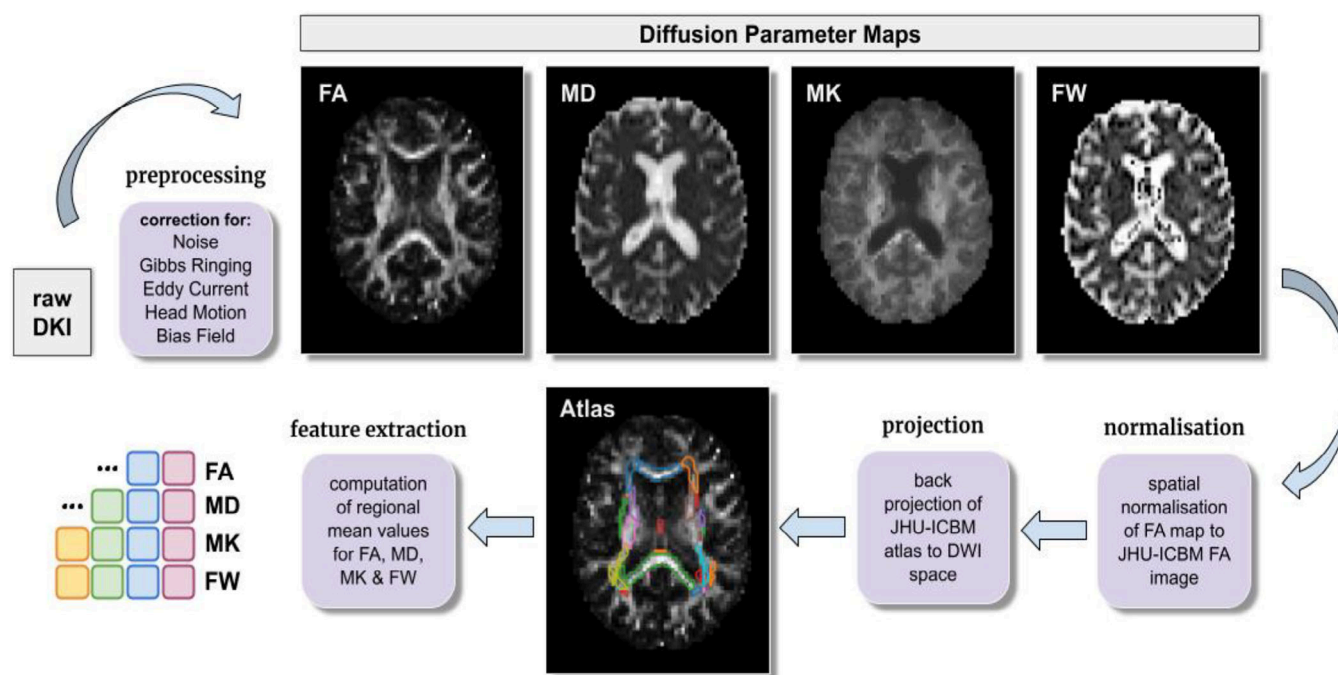 Diffusion Parameter Maps
FA
MD
MK
FW
preprocessing
correction for:
Noise
Gibbs Ringing
Eddy Current
Head Motion
Bias Field
raw
DKI
normalisation
spatial
normalisation
of FA map to
JHU-ICBM FA
image
projection
back
projection of
JHU-ICBM
atlas to DWI
space
Atlas
feature extraction
computation
of regional
mean values
for FA, MD,
MK & FW
... FA
... MD
MK
FW